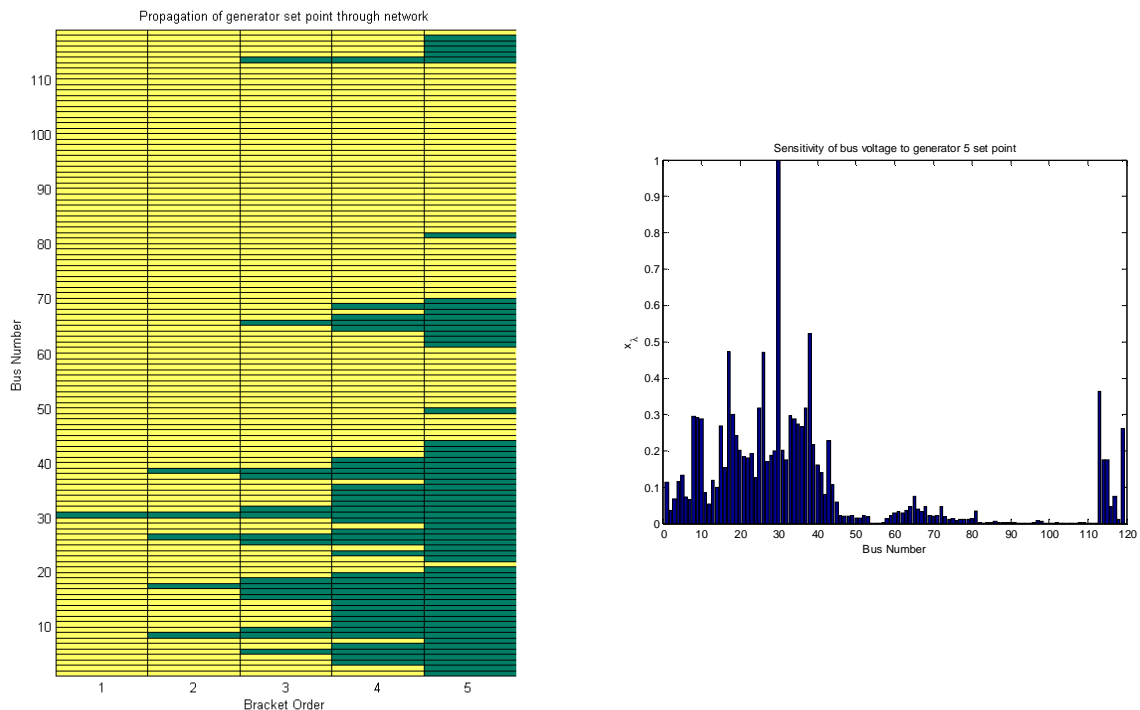 Propagation of generator set point through network
110
100
90
80
70
60
50
40
30
20
10
Bus Number
1 2 3 4 5
Bracket Order
Sensitivity of bus voltage to generator 5 set point
1
0.9
0.8
0.7
0.6
0.5
0.4
0.3
0.2
0.1
0
x λ
0 10 20 30 40 50 60 70 80 90 100 110 120
Bus Number